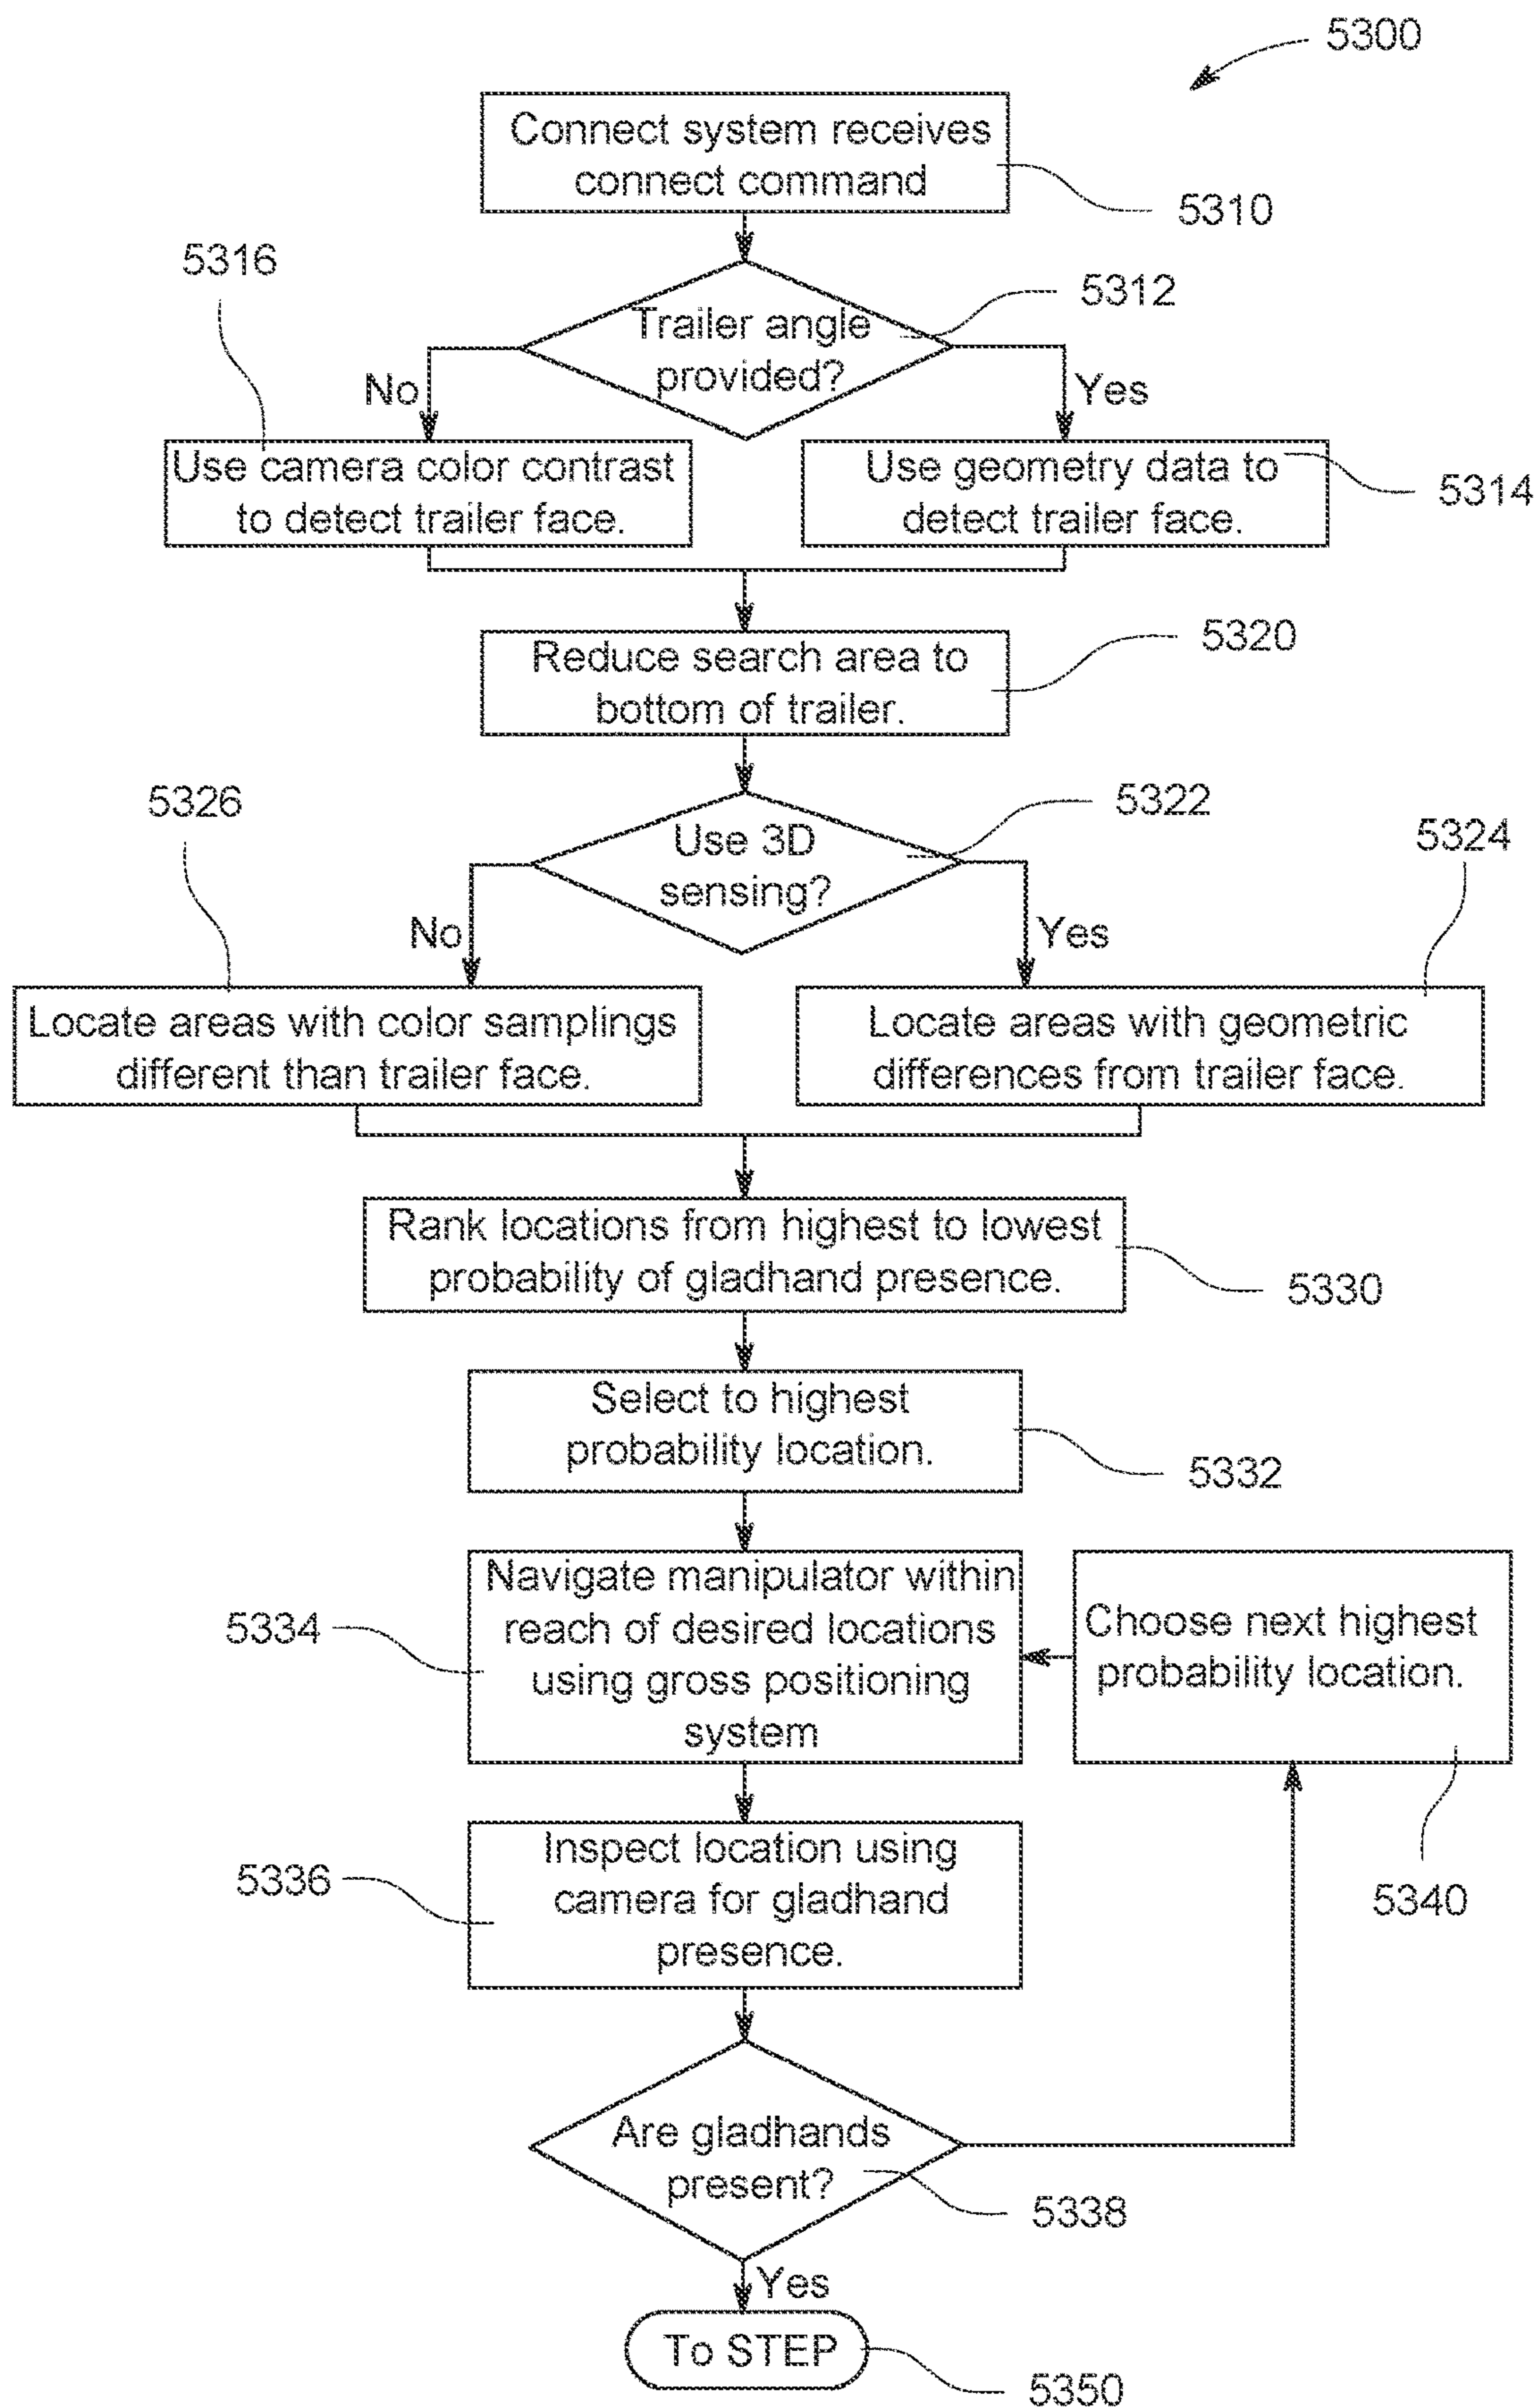 5300
Connect system receives
connect command
5310
5316
5312
Trailer angle
provided?
No
Yes
Use camera color contrast
to detect trailer face.
Use geometry data to
detect trailer face.
5314
5320
Reduce search area to
bottom of trailer.
5326
5322
5324
Use 3D
sensing?
No
Yes
Locate areas with color samplings
different than trailer face.
Locate areas with geometric
differences from trailer face.
Rank locations from highest to lowest
probability of gladhand presence.
5330
Select to highest
probability location.
5332
Navigate manipulator within
reach of desired locations
using gross positioning
system
5334
Choose next highest
probability location.
5340
Inspect location using
camera for gladhand
presence.
5336
Are gladhands
present?
5338
Yes
To STEP
5350